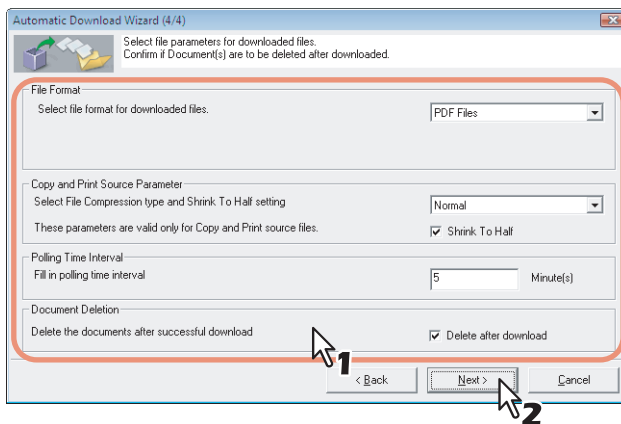 Automatic Download Wizard (4/4)
Select file parameters for downloaded files.
Confirm if Document(s) are to be deleted after downloaded.
File Format
Select file format for downloaded files.
PDF Files
Copy and Print Source Parameter
Select File Compression type and Shrink To Half setting
Normal
These parameters are valid only for Copy and Print source files.
Shrink To Half
Polling Time Interval
Fill in polling time interval
5 Minute(s)
Document Deletion
Delete the documents after successful download
Delete after download
1
< Back Next > Cancel
2